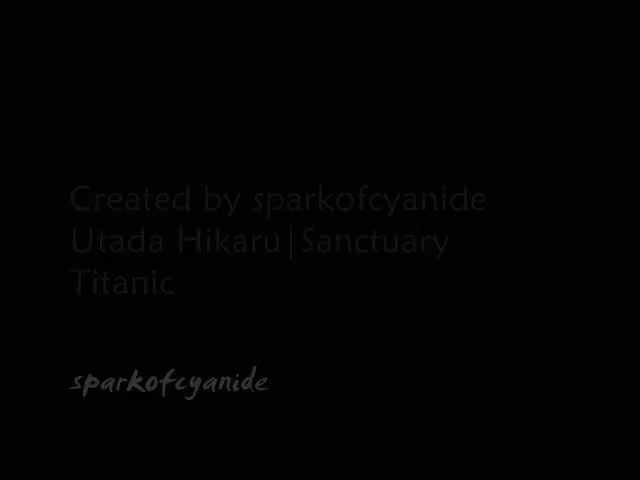 Created by sparkofcyanide
Utada Hikaru|Sanctuary
Titanic
sparkofcyanide